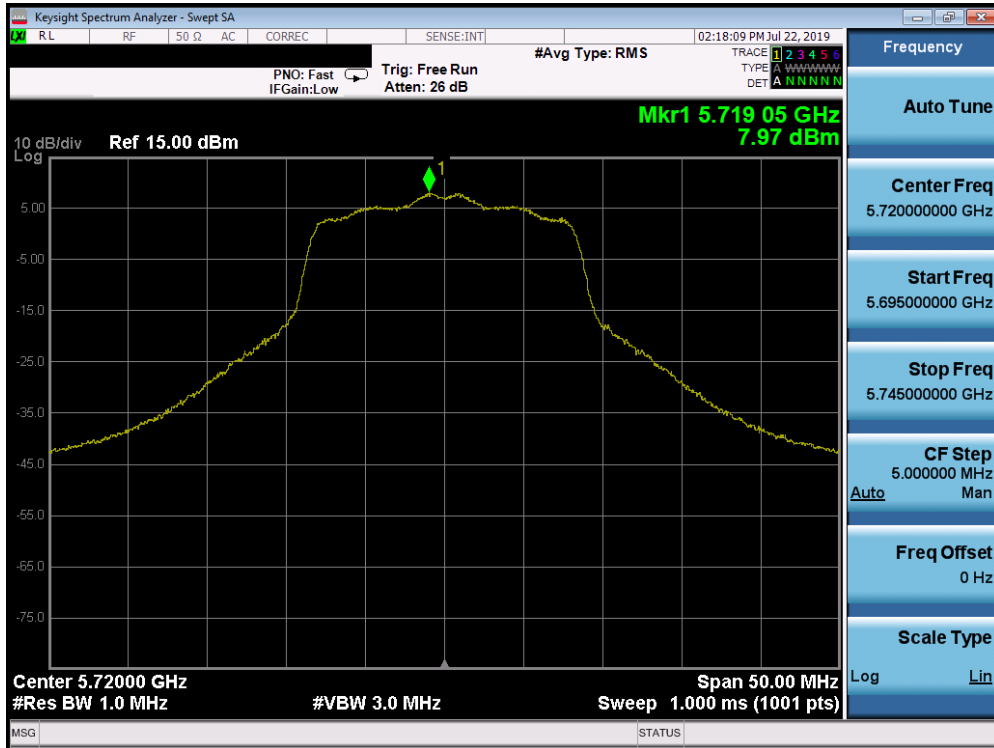 Keysight Spectrum Analyzer - Swept SA
LXI RL RF 50 Ω AC CORREC SENSE:INT 02:18:09 PM Jul 22, 2019
#Avg Type: RMS TRACE 1 2 3 4 5 6
PNO: Fast Trig: Free Run TYPE A WWWWW
IFGain:Low Atten: 26 dB DET A N N N N N
Mkr1 5.719 05 GHz
7.97 dBm
10 dB/div Ref 15.00 dBm
Log
1
5.00
-5.00
-15.0
-25.0
-35.0
-45.0
-55.0
-65.0
-75.0
Center 5.72000 GHz Span 50.00 MHz
#Res BW 1.0 MHz #VBW 3.0 MHz Sweep 1.000 ms (1001 pts)
MSG STATUS
Frequency
Auto Tune
Center Freq
5.720000000 GHz
Start Freq
5.695000000 GHz
Stop Freq
5.745000000 GHz
CF Step
5.000000 MHz
Auto Man
Freq Offset
0 Hz
Scale Type
Log Lin